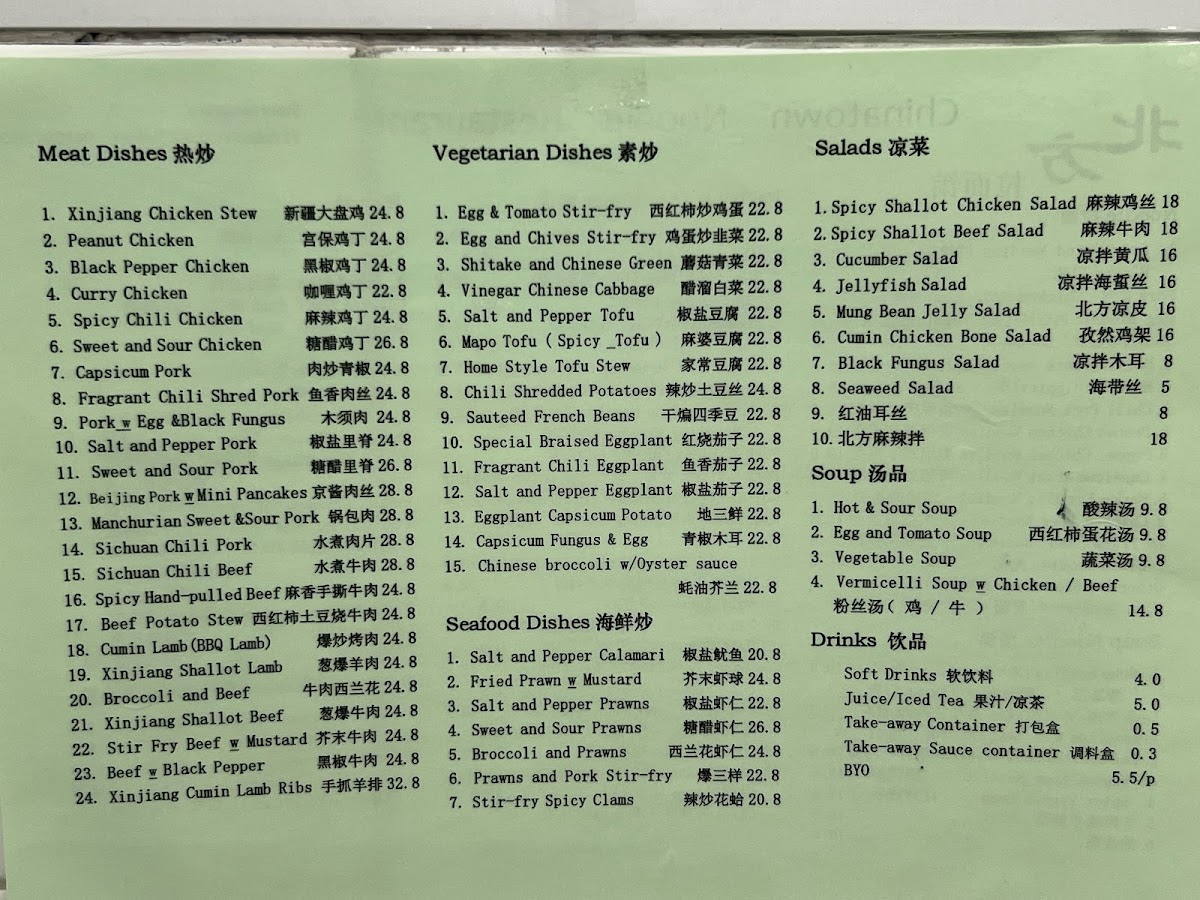 Meat Dishes 热炒
1. Xinjiang Chicken Stew 新疆大盘鸡 24.8
2. Peanut Chicken 宫保鸡丁 24.8
3. Black Pepper Chicken 黑椒鸡丁 24.8
4. Curry Chicken 咖喱鸡丁 22.8
5. Spicy Chili Chicken 麻辣鸡丁 24.8
6. Sweet and Sour Chicken 糖醋鸡丁 26.8
7. Capsicum Pork 肉炒青椒 24.8
8. Fragrant Chili Shred Pork 鱼香肉丝 24.8
9. Pork w Egg &Black Fungus 木须肉 24.8
10. Salt and Pepper Pork 椒盐里脊 24.8
11. Sweet and Sour Pork 糖醋里脊 26.8
12. Beijing Pork w Mini Pancakes 京酱肉丝 28.8
13. Manchurian Sweet &Sour Pork 锅包肉 28.8
14. Sichuan Chili Pork 水煮肉片 28.8
15. Sichuan Chili Beef 水煮牛肉 28.8
16. Spicy Hand-pulled Beef 麻香手撕牛肉 24.8
17. Beef Potato Stew 西红柿土豆烧牛肉 24.8
18. Cumin Lamb(BBQ Lamb) 爆炒烤肉 24.8
19. Xinjiang Shallot Lamb 葱爆羊肉 24.8
20. Broccoli and Beef 牛肉西兰花 24.8
21. Xinjiang Shallot Beef 葱爆牛肉 24.8
22. Stir Fry Beef w Mustard 芥末牛肉 24.8
23. Beef w Black Pepper 黑椒牛肉 24.8
24. Xinjiang Cumin Lamb Ribs 手抓羊排 32.8
Vegetarian Dishes 素炒
1. Egg & Tomato Stir-fry 西红柿炒鸡蛋 22.8
2. Egg and Chives Stir-fry 鸡蛋炒韭菜 22.8
3. Shitake and Chinese Green 蘑菇青菜 22.8
4. Vinegar Chinese Cabbage 醋溜白菜 22.8
5. Salt and Pepper Tofu 椒盐豆腐 22.8
6. Mapo Tofu ( Spicy _Tofu ) 麻婆豆腐 22.8
7. Home Style Tofu Stew 家常豆腐 22.8
8. Chili Shredded Potatoes 辣炒土豆丝 24.8
9. Sauteed French Beans 干煸四季豆 22.8
10. Special Braised Eggplant 红烧茄子 22.8
11. Fragrant Chili Eggplant 鱼香茄子 22.8
12. Salt and Pepper Eggplant 椒盐茄子 22.8
13. Eggplant Capsicum Potato 地三鲜 22.8
14. Capsicum Fungus & Egg 青椒木耳 22.8
15. Chinese broccoli w/Oyster sauce
蚝油芥兰 22.8
Seafood Dishes 海鲜炒
1. Salt and Pepper Calamari 椒盐鱿鱼 20.8
2. Fried Prawn w Mustard 芥末虾球 24.8
3. Salt and Pepper Prawns 椒盐虾仁 22.8
4. Sweet and Sour Prawns 糖醋虾仁 26.8
5. Broccoli and Prawns 西兰花虾仁 24.8
6. Prawns and Pork Stir-fry 爆三样 22.8
7. Stir-fry Spicy Clams 辣炒花蛤 20.8
Salads 凉菜
1. Spicy Shallot Chicken Salad 麻辣鸡丝 18
2. Spicy Shallot Beef Salad 麻辣牛肉 18
3. Cucumber Salad 凉拌黄瓜 16
4. Jellyfish Salad 凉拌海蜇丝 16
5. Mung Bean Jelly Salad 北方凉皮 16
6. Cumin Chicken Bone Salad 孜然鸡架 16
7. Black Fungus Salad 凉拌木耳 8
8. Seaweed Salad 海带丝 5
9. 红油耳丝 8
10. 北方麻辣拌 18
Soup 汤品
1. Hot & Sour Soup 酸辣汤 9.8
2. Egg and Tomato Soup 西红柿蛋花汤 9.8
3. Vegetable Soup 蔬菜汤 9.8
4. Vermicelli Soup w Chicken / Beef
粉丝汤( 鸡 / 牛 ) 14.8
Drinks 饮品
Soft Drinks 软饮料 4.0
Juice/Iced Tea 果汁/凉茶 5.0
Take-away Container 打包盒 0.5
Take-away Sauce container 调料盒 0.3
BYO 5.5/p